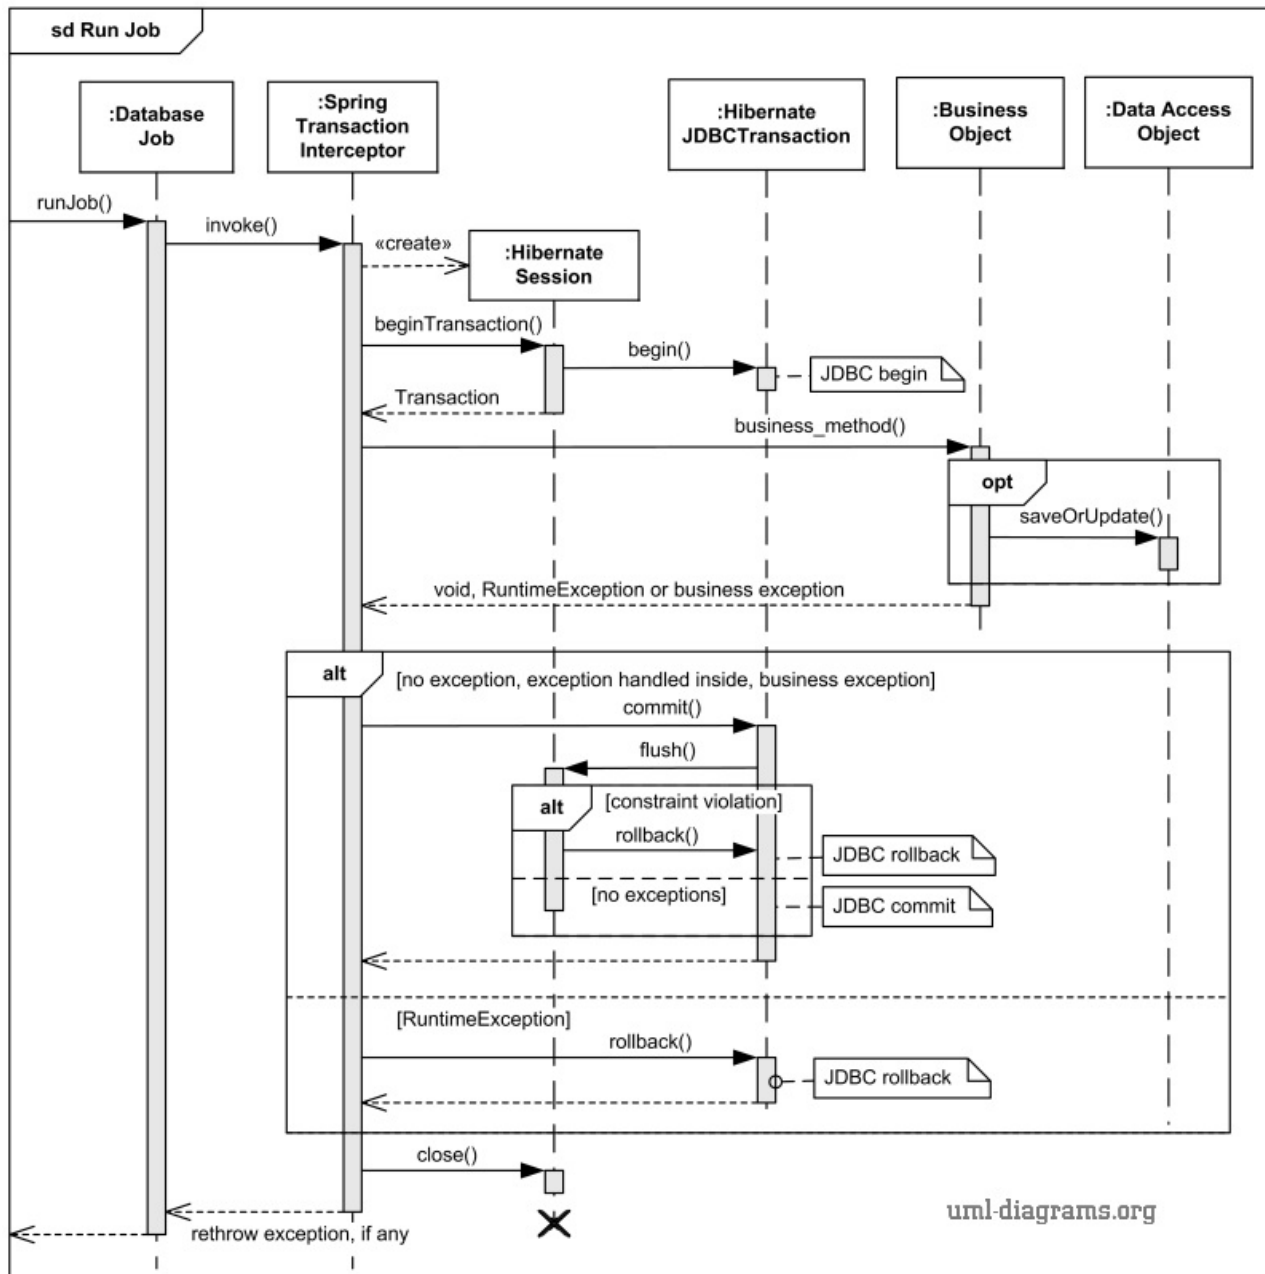 sd Run Job
:Database
Job
:Spring
Transaction
Interceptor
:Hibernate
JDBCTransaction
:Business
Object
:Data Access
Object
runJob()
invoke()
«create»
:Hibernate
Session
beginTransaction()
begin()
JDBC begin
Transaction
business_method()
opt
saveOrUpdate()
void, RuntimeException or business exception
alt
[no exception, exception handled inside, business exception]
commit()
flush()
alt
[constraint violation]
rollback()
JDBC rollback
[no exceptions]
JDBC commit
[RuntimeException]
rollback()
JDBC rollback
close()
rethrow exception, if any
uml-diagrams.org